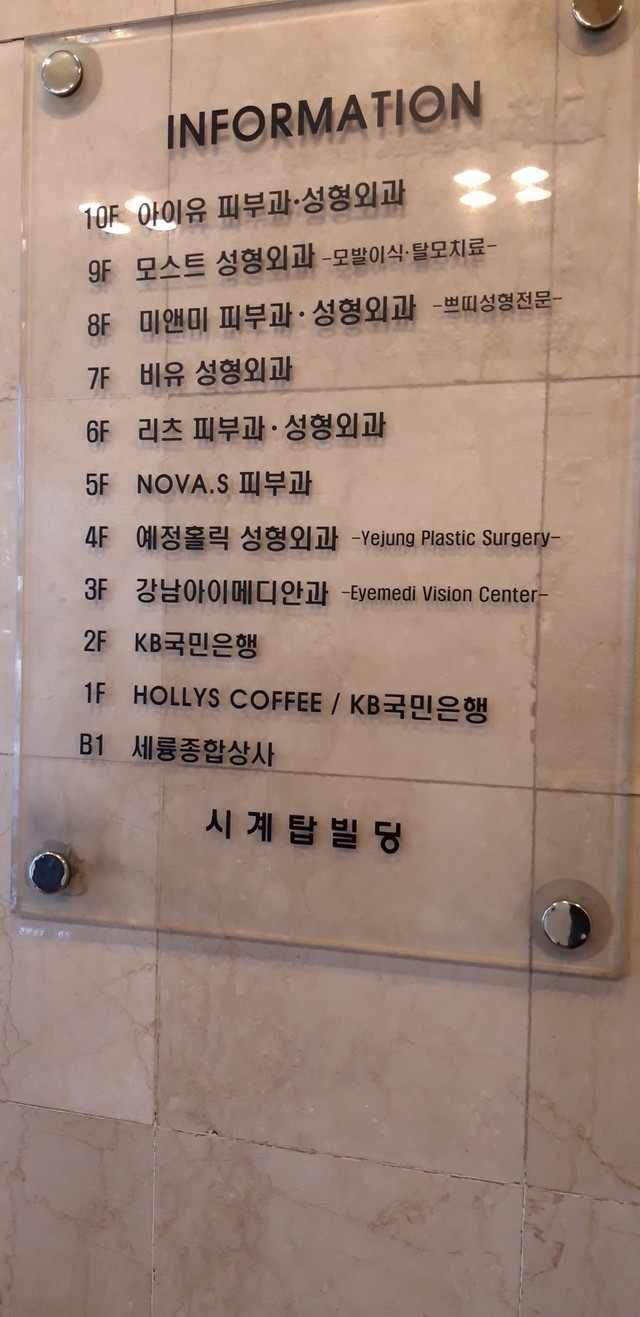 INFORMATION
10F 아이유 피부과·성형외과
9F 모스트 성형외과 -모발이식·탈모치료-
8F 미앤미 피부과·성형외과 -쁘띠성형전문-
7F 비유 성형외과
6F 리츠 피부과·성형외과
5F NOVA.S 피부과
4F 예정홀릭 성형외과 -Yejung Plastic Surgery-
3F 강남아이메디안과 -Eyemedi Vision Center-
2F KB국민은행
1F HOLLYS COFFEE / KB국민은행
B1 세륭종합상사
시계탑빌딩